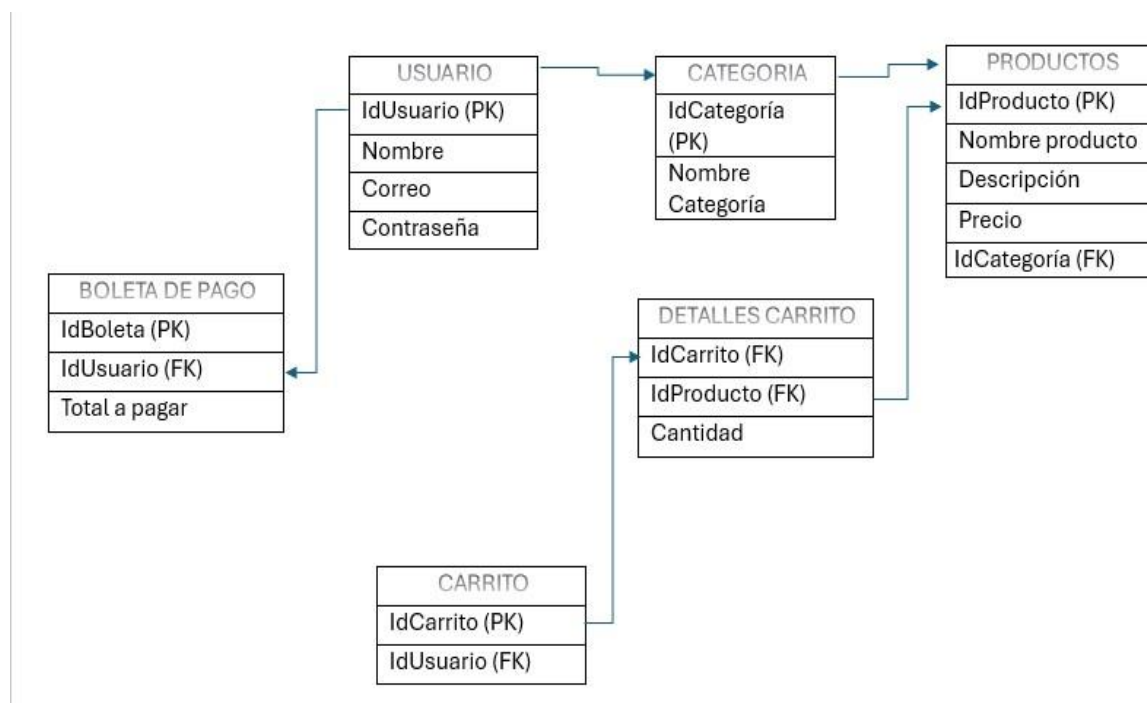 USUARIO
IdUsuario (PK)
Nombre
Correo
Contraseña
CATEGORIA
IdCategoría
(PK)
Nombre
Categoría
PRODUCTOS
IdProducto (PK)
Nombre producto
Descripción
Precio
IdCategoría (FK)
BOLETA DE PAGO
IdBoleta (PK)
IdUsuario (FK)
Total a pagar
DETALLES CARRITO
IdCarrito (FK)
IdProducto (FK)
Cantidad
CARRITO
IdCarrito (PK)
IdUsuario (FK)